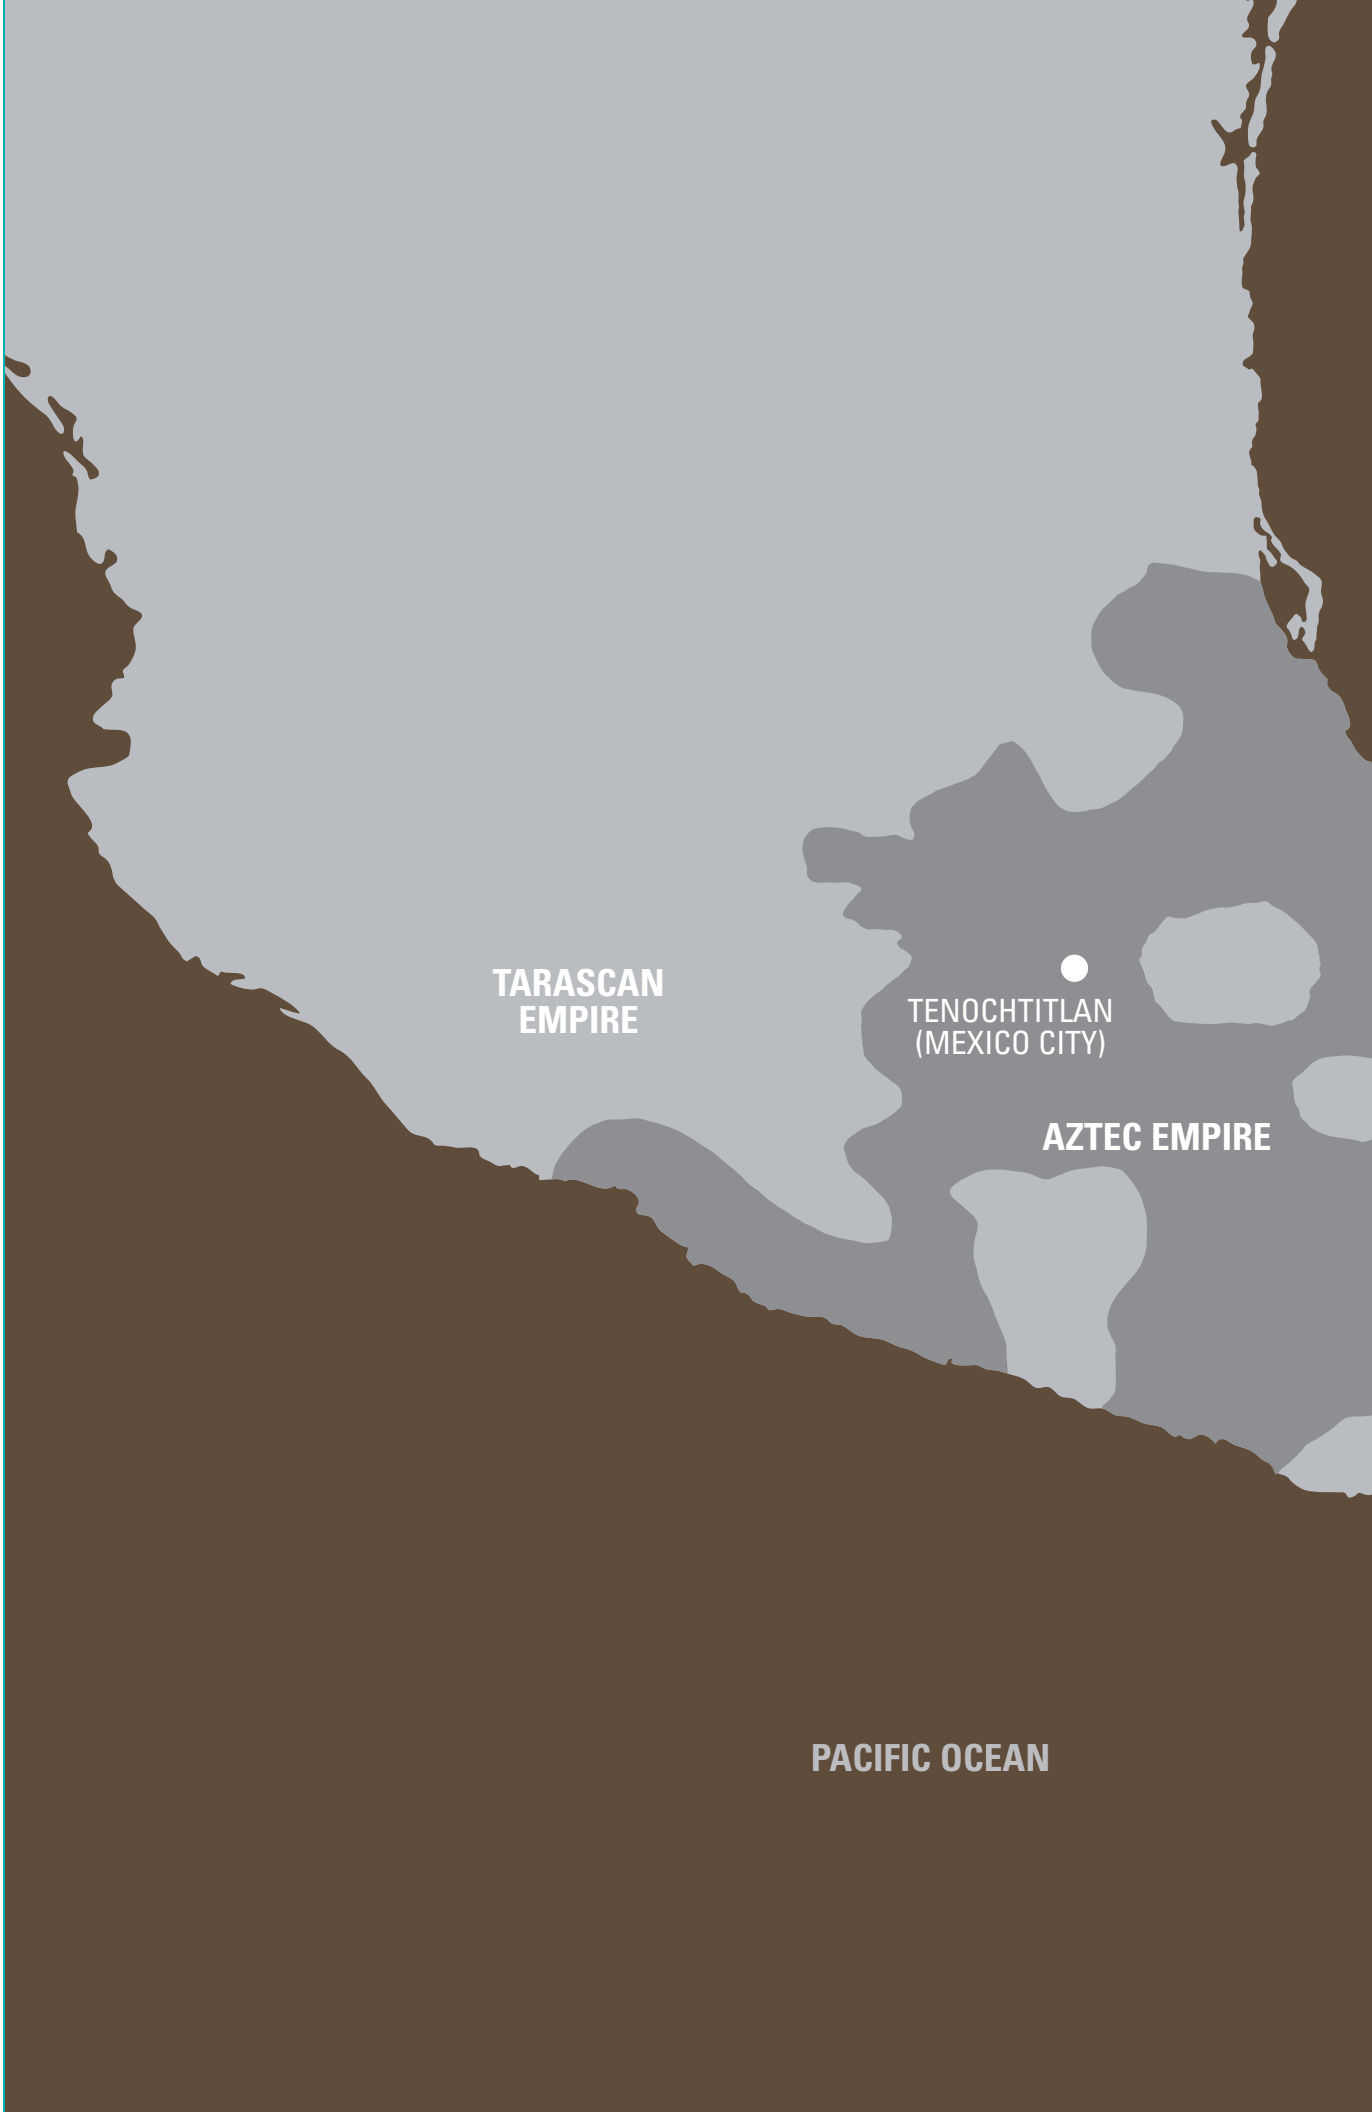 TARASCAN
EMPIRE
TENOCHTITLAN
(MEXICO CITY)
AZTEC EMPIRE
PACIFIC OCEAN